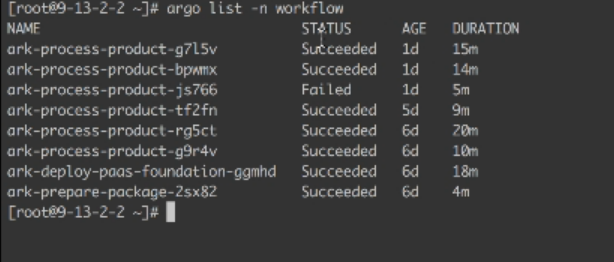 [root@9-13-2-2 ~]# argo list -n workflow
NAME STATUS AGE DURATION
ark-process-product-g7l5v Succeeded 1d 15m
ark-process-product-bpwmx Succeeded 1d 14m
ark-process-product-js766 Failed 1d 5m
ark-process-product-tf2fn Succeeded 5d 9m
ark-process-product-rg5ct Succeeded 6d 20m
ark-process-product-g9r4v Succeeded 6d 10m
ark-deploy-paas-foundation-ggmhd Succeeded 6d 18m
ark-prepare-package-2sx82 Succeeded 6d 4m
[root@9-13-2-2 ~]#